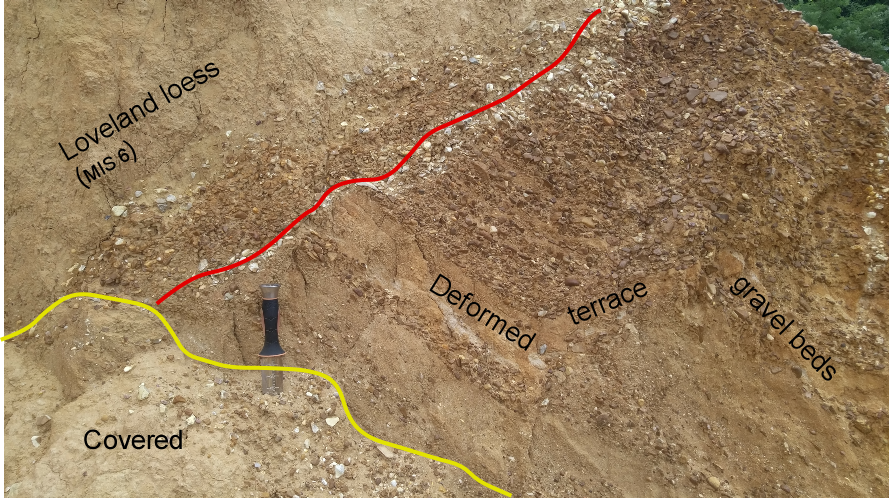 Loveland loess
(MIS 6)
Deformed terrace gravel beds
Covered